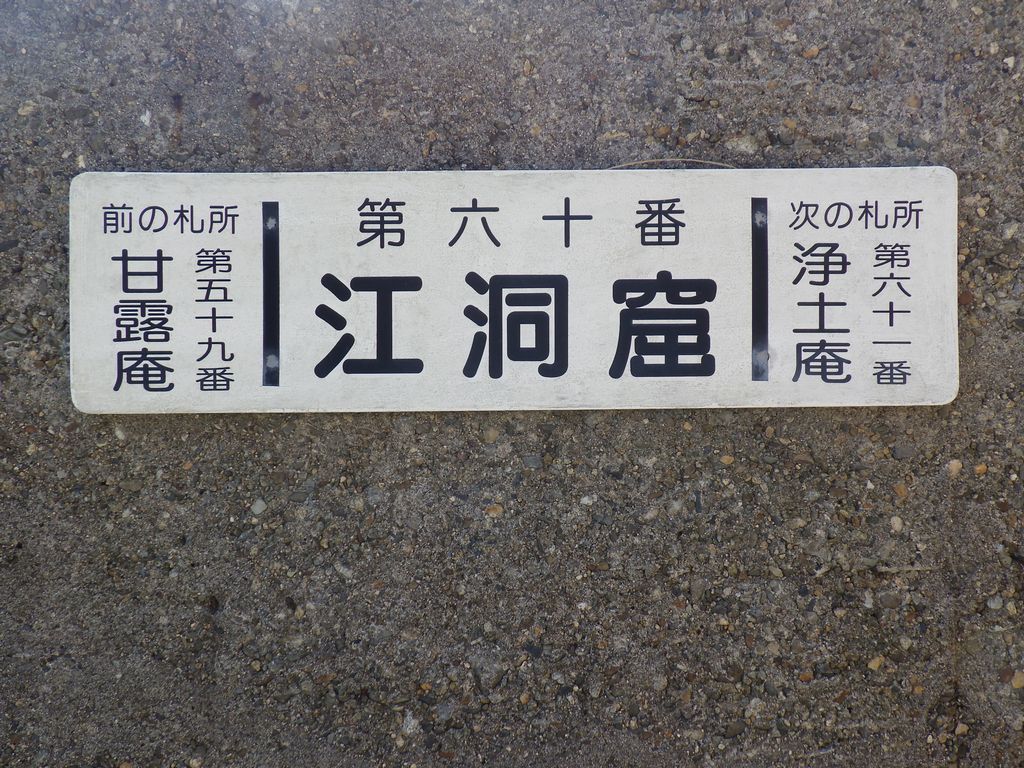 前の札所
第五十九番
甘露庵
第六十番
江洞窟
次の札所
第六十一番
浄土庵